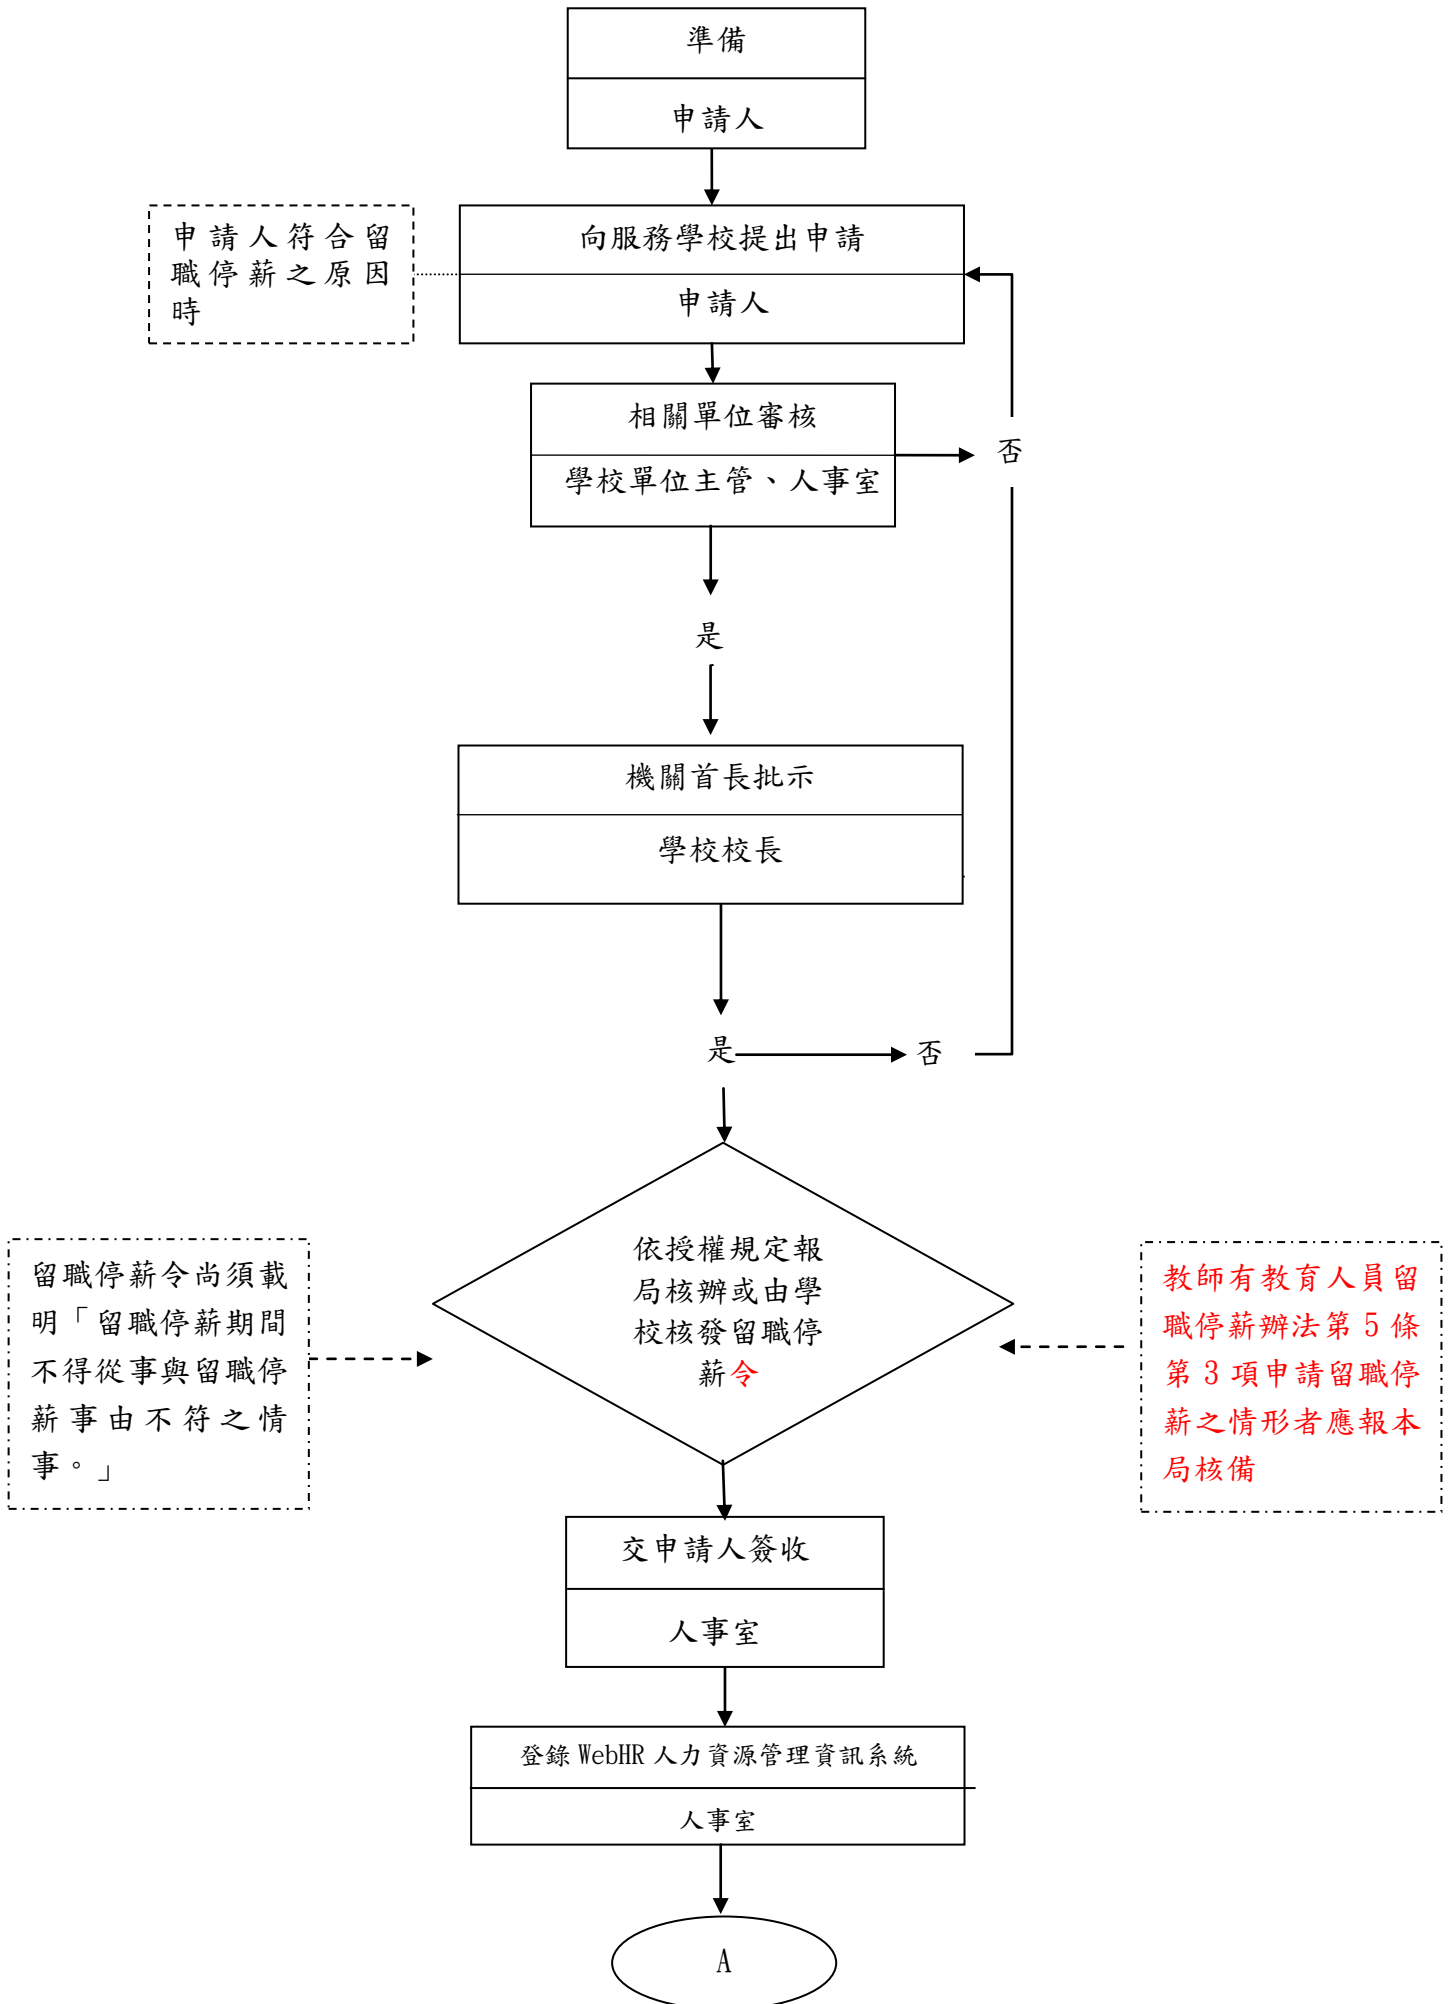 準備
申請人
申請人符合留
職停薪之原因
時
向服務學校提出申請
申請人
相關單位審核
學校單位主管、人事室
否
是
機關首長批示
學校校長
是
否
依授權規定報
局核辦或由學
校核發留職停
薪令
留職停薪令尚須載
明「留職停薪期間
不得從事與留職停
薪事由不符之情
事。」
教師有教育人員留
職停薪辦法第 5 條
第 3 項申請留職停
薪之情形者應報本
局核備
交申請人簽收
人事室
登錄 WebHR 人力資源管理資訊系統
人事室
A